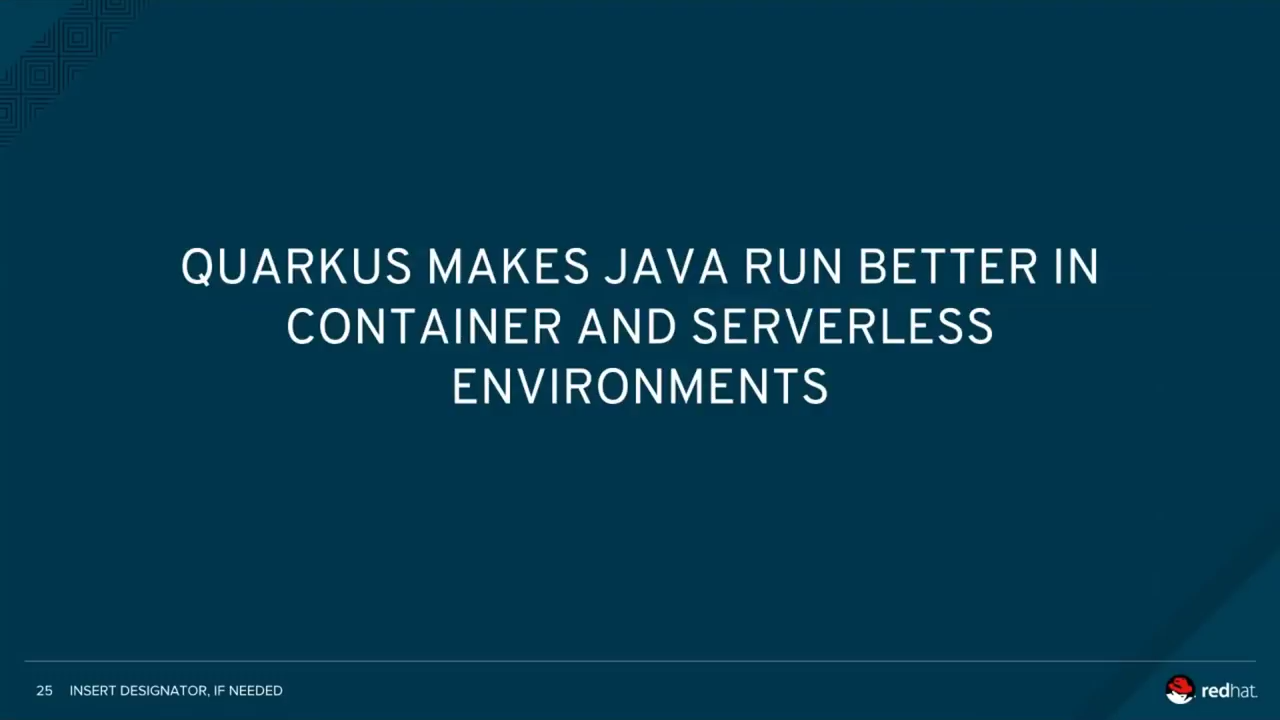 QUARKUS MAKES JAVA RUN BETTER IN
CONTAINER AND SERVERLESS
ENVIRONMENTS
25 INSERT DESIGNATOR, IF NEEDED
redhat.